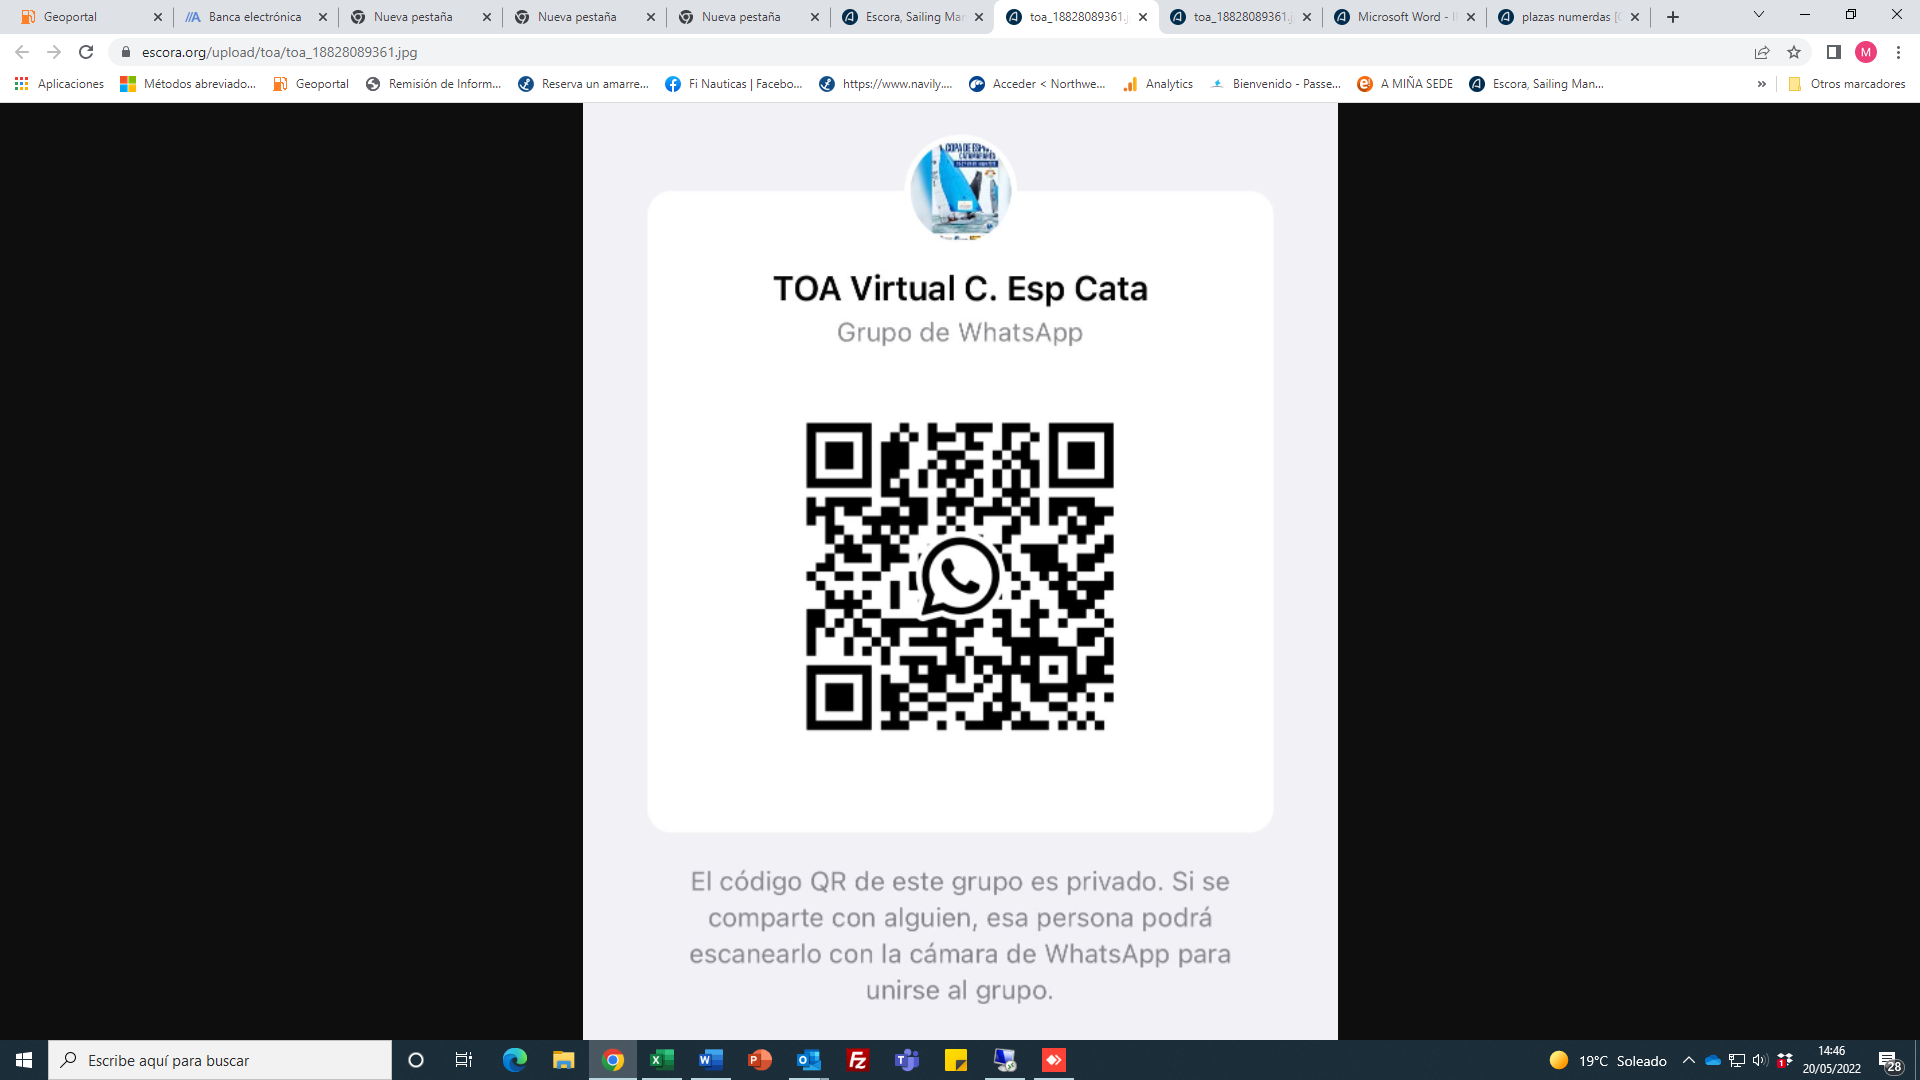 Geoportal
Banca electrónica
Nueva pestaña
Nueva pestaña
Nueva pestaña
Escora, Sailing Mar
toa_18828089361.j
toa_18828089361.j
Microsoft Word - I
plazas numerdas [
escora.org/upload/toa/toa_18828089361.jpg
M
Aplicaciones
Métodos abreviado...
Geoportal
Remisión de Inform...
Reserva un amarre...
Fi Nauticas | Facebo...
https://www.navily....
Acceder < Northwe...
Analytics
Bienvenido - Passe...
A MIÑA SEDE
Escora, Sailing Man...
»
Otros marcadores
COPA DE ESP
TOA Virtual C. Esp Cata
Grupo de WhatsApp
El código QR de este grupo es privado. Si se
comparte con alguien, esa persona podrá
escanearlo con la cámara de WhatsApp para
unirse al grupo.
Escribe aquí para buscar
19°C Soleado
14:46
20/05/2022
28